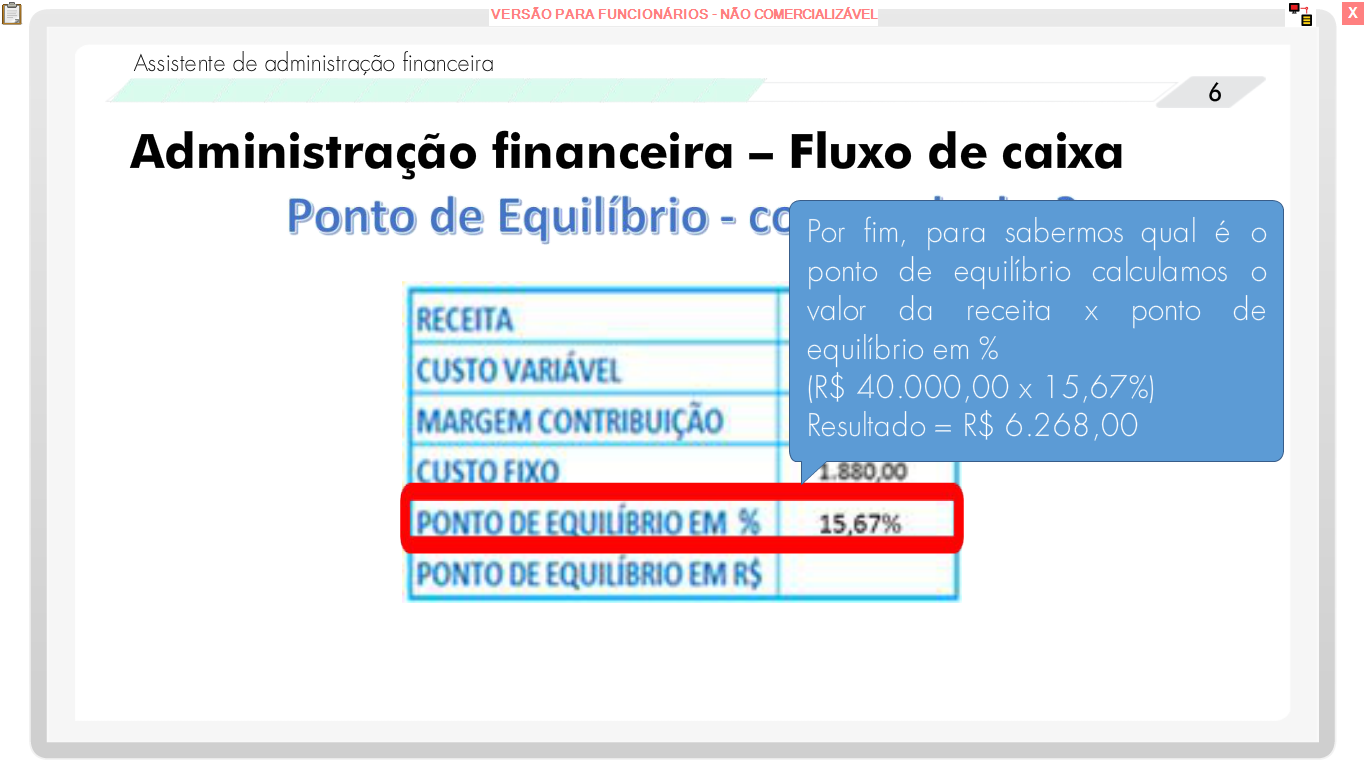 VERSÃO PARA FUNCIONÁRIOS - NÃO COMERCIALIZÁVEL
X
Assistente de administração financeira
6
Administração financeira – Fluxo de caixa
Ponto de Equilíbrio -
Por fim, para sabermos qual é o
ponto de equilíbrio calculamos o
valor da receita x ponto de
equilíbrio em %
(R$ 40.000,00 x 15,67%)
Resultado = R$ 6.268,00
RECEITA
CUSTO VARIÁVEL
MARGEM CONTRIBUIÇÃO
CUSTO FIXO 1.880,00
PONTO DE EQUILÍBRIO EM % 15,67%
PONTO DE EQUILÍBRIO EM R$